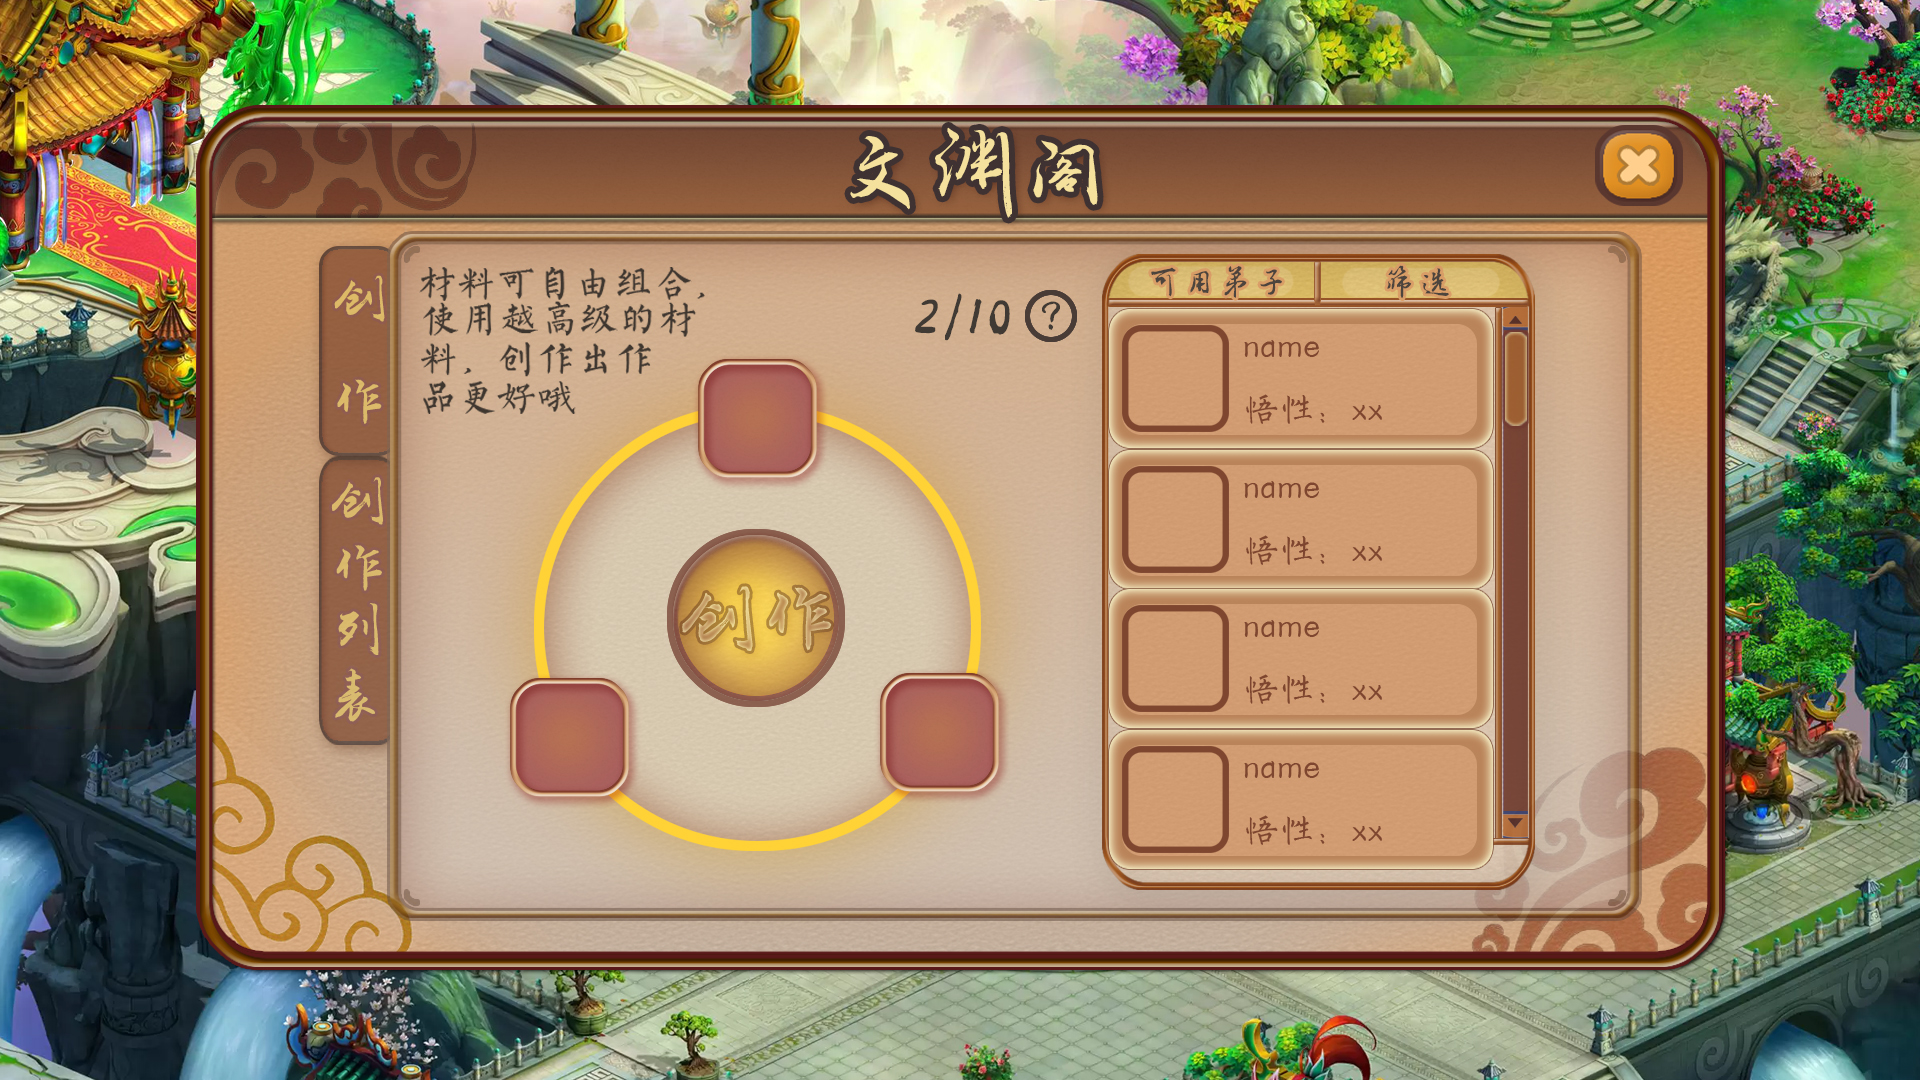 文渊阁
创作
创作列表
材料可自由组合,
使用越高级的材
料,创作出作
品更好哦
2/10 ?
创作
可用弟子 筛选
name
悟性: xx
name
悟性: xx
name
悟性: xx
name
悟性: xx